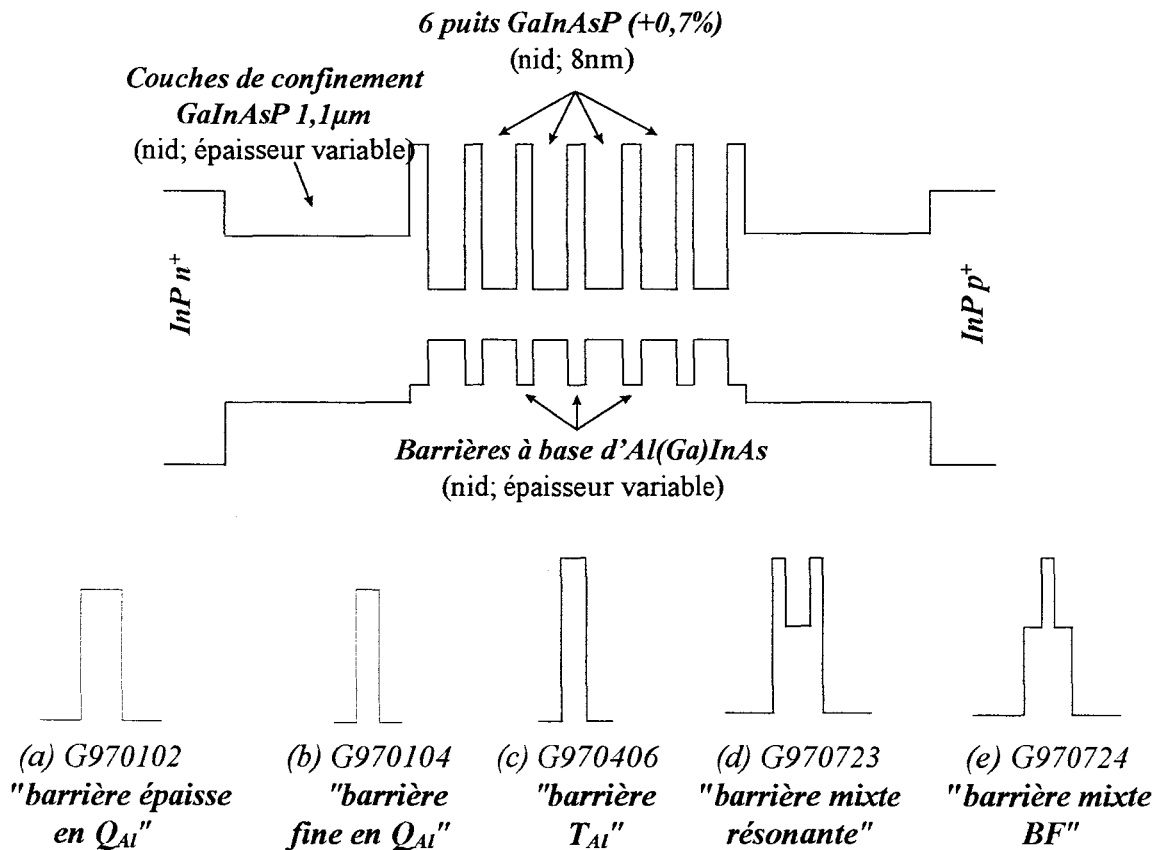 6 puits GaInAsP (+0,7%)
(nid; 8nm)
Couches de confinement
GaInAsP 1,1µm
(nid; épaisseur variable)
InP n+
InP p+
Barrières à base d'Al(Ga)InAs
(nid; épaisseur variable)
(a) G970102
"barrière épaisse
en QAl"
(b) G970104
"barrière
fine en QAl"
(c) G970406
"barrière
TAl"
(d) G970723
"barrière mixte
résonante"
(e) G970724
"barrière mixte
BF"